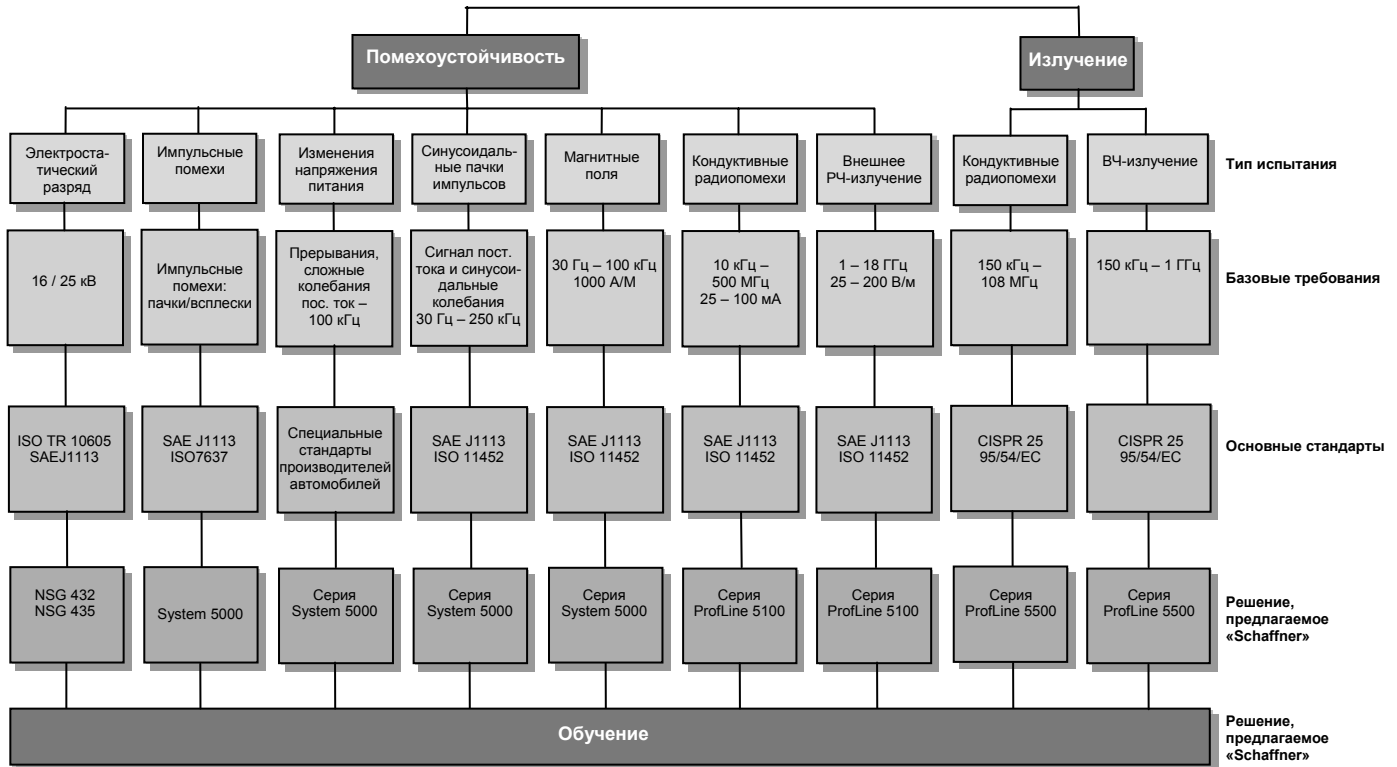 Помехоустойчивость
Излучение
Электроста-
тический
разряд
Импульсные
помехи
Изменения
напряжения
питания
Синусоидаль-
ные пачки
импульсов
Магнитные
поля
Кондуктивные
радиопомехи
Внешнее
РЧ-излучение
Кондуктивные
радиопомехи
ВЧ-излучение
Тип испытания
16 / 25 кВ
Импульсные
помехи:
пачки/всплески
Прерывания,
сложные
колебания
пос. ток –
100 кГц
Сигнал пост.
тока и синусои-
дальные
колебания
30 Гц – 250 кГц
30 Гц – 100 кГц
1000 А/М
10 кГц –
500 МГц
25 – 100 мА
1 – 18 ГГц
25 – 200 В/м
150 кГц –
108 МГц
150 кГц – 1 ГГц
Базовые требования
ISO TR 10605
SAEJ1113
SAE J1113
ISO7637
Специальные
стандарты
производителей
автомобилей
SAE J1113
ISO 11452
SAE J1113
ISO 11452
SAE J1113
ISO 11452
SAE J1113
ISO 11452
CISPR 25
95/54/EC
CISPR 25
95/54/EC
Основные стандарты
NSG 432
NSG 435
System 5000
Серия
System 5000
Серия
System 5000
Серия
System 5000
Серия
ProfLine 5100
Серия
ProfLine 5100
Серия
ProfLine 5500
Серия
ProfLine 5500
Решение,
предлагаемое
«Schaffner»
Обучение
Решение,
предлагаемое
«Schaffner»